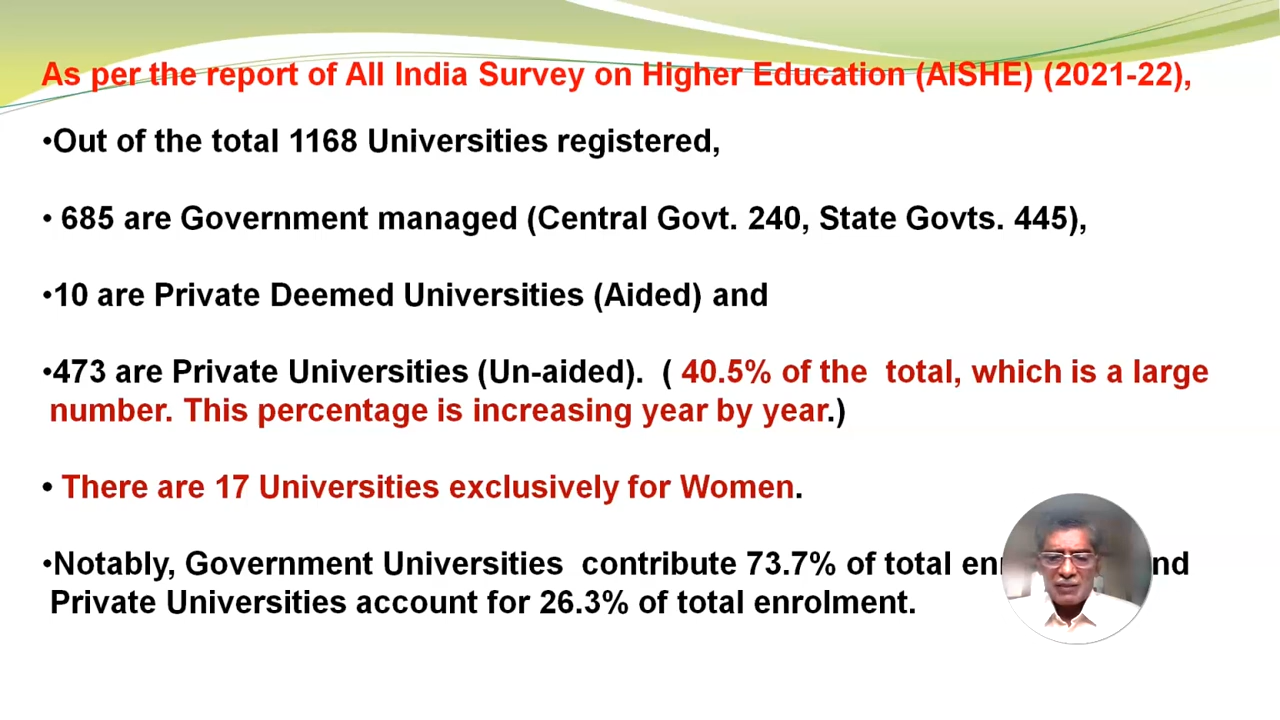 As per the report of All India Survey on Higher Education (AISHE) (2021-22),
•Out of the total 1168 Universities registered,
• 685 are Government managed (Central Govt. 240, State Govts. 445),
•10 are Private Deemed Universities (Aided) and
•473 are Private Universities (Un-aided). ( 40.5% of the total, which is a large
number. This percentage is increasing year by year.)
• There are 17 Universities exclusively for Women.
•Notably, Government Universities contribute 73.7% of total
Private Universities account for 26.3% of total enrolment.